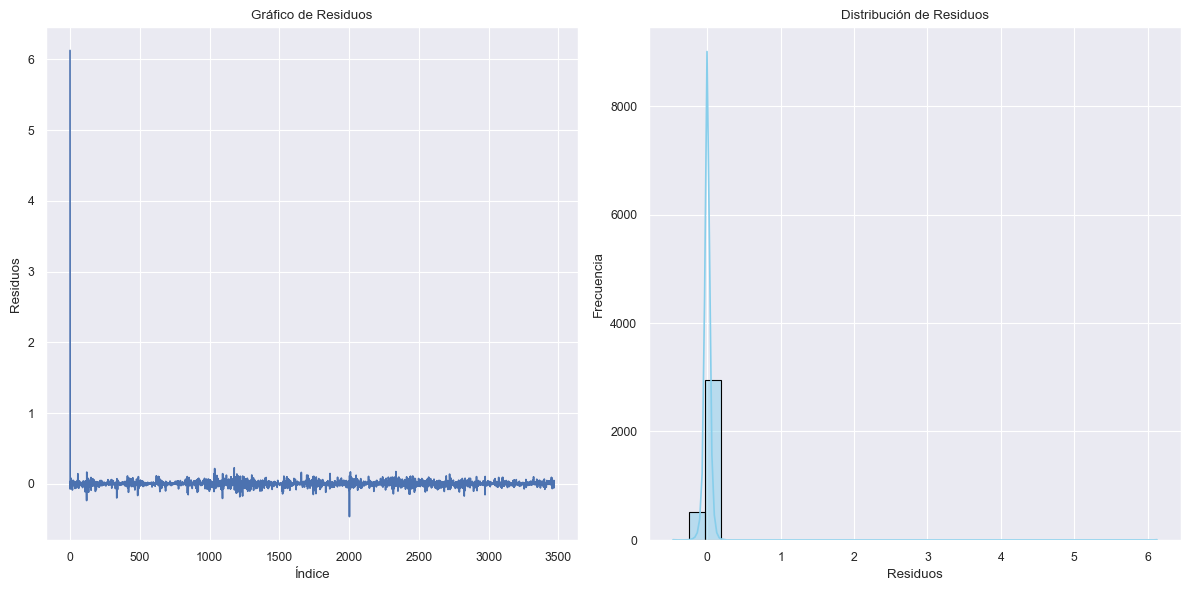 Gráfico de Residuos
Residuos
6
5
4
3
2
1
0
0 500 1000 1500 2000 2500 3000 3500
Índice
Distribución de Residuos
Frecuencia
8000
6000
4000
2000
0
0 1 2 3 4 5 6
Residuos